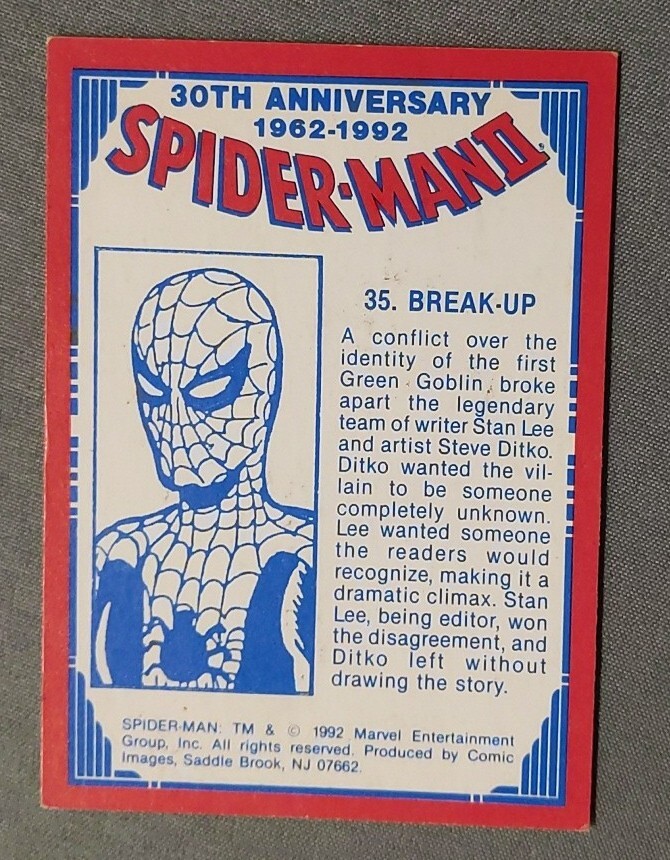 30TH ANNIVERSARY
1962-1992
SPIDER-MAN II®
35. BREAK-UP
A conflict over the
identity of the first
Green Goblin, broke
apart the legendary
team of writer Stan Lee
and artist Steve Ditko.
Ditko wanted the vil-
lain to be someone
completely unknown.
Lee wanted someone
the readers would
recognize, making it a
dramatic climax. Stan
Lee, being editor, won
the disagreement, and
Ditko left without
drawing the story.
SPIDER-MAN: TM & © 1992 Marvel Entertainment
Group, Inc. All rights reserved. Produced by Comic
Images, Saddle Brook, NJ 07662.